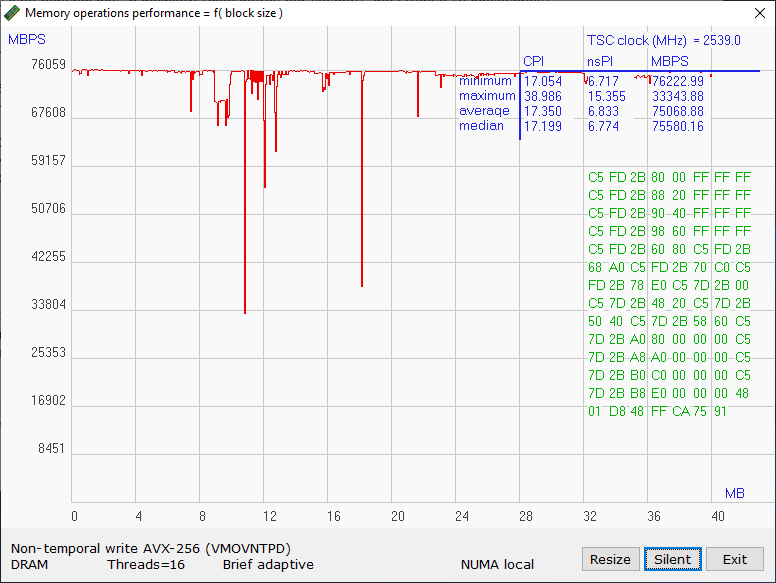 Memory operations performance = f( block size )
MBPS
TSC clock (MHz) = 2539.0
CPI nsPI MBPS
76059
minimum 17.054 6.717 76222.99
maximum 38.986 15.355 33343.88
average 17.350 6.833 75068.88
median 17.199 6.774 75580.16
67608
59157
50706
42255
33804
25353
16902
8451
C5 FD 2B 80 00 FF FF FF
C5 FD 2B 88 20 FF FF FF
C5 FD 2B 90 40 FF FF FF
C5 FD 2B 98 60 FF FF FF
C5 FD 2B 60 80 C5 FD 2B
68 A0 C5 FD 2B 70 C0 C5
FD 2B 78 E0 C5 7D 2B 00
C5 7D 2B 48 20 C5 7D 2B
50 40 C5 7D 2B 58 60 C5
7D 2B A0 80 00 00 00 C5
7D 2B A8 A0 00 00 00 C5
7D 2B B0 C0 00 00 00 C5
7D 2B B8 E0 00 00 00 48
01 D8 48 FF CA 75 91
MB
0 4 8 12 16 20 24 28 32 36 40
Non-temporal write AVX-256 (VMOVNTPD)
DRAM Threads=16 Brief adaptive NUMA local
Resize Silent Exit